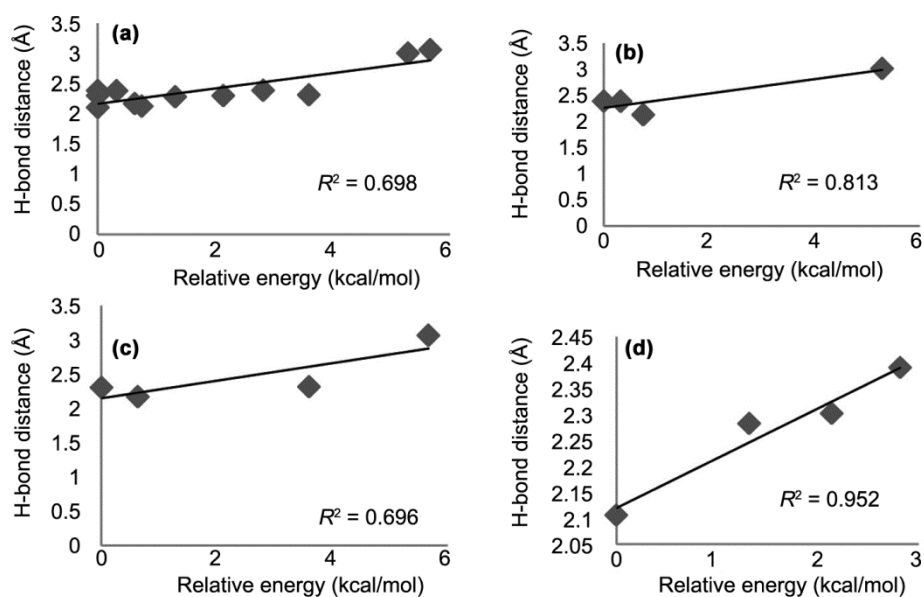 (a)
H-bond distance (Å)
3.5
3
2.5
2
1.5
1
0.5
0
R² = 0.698
0 2 4 6
Relative energy (kcal/mol)
(b)
H-bond distance (Å)
3.5
3
2.5
2
1.5
1
0.5
0
R² = 0.813
0 2 4 6
Relative energy (kcal/mol)
(c)
H-bond distance (Å)
3.5
3
2.5
2
1.5
1
0.5
0
R² = 0.696
0 2 4 6
Relative energy (kcal/mol)
(d)
H-bond distance (Å)
2.45
2.4
2.35
2.3
2.25
2.2
2.15
2.1
2.05
R² = 0.952
0 1 2 3
Relative energy (kcal/mol)